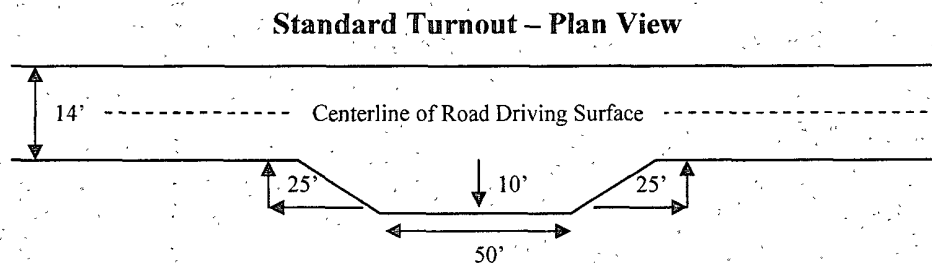 Standard Turnout – Plan View
14'
Centerline of Road Driving Surface
25'
10'
25'
50'